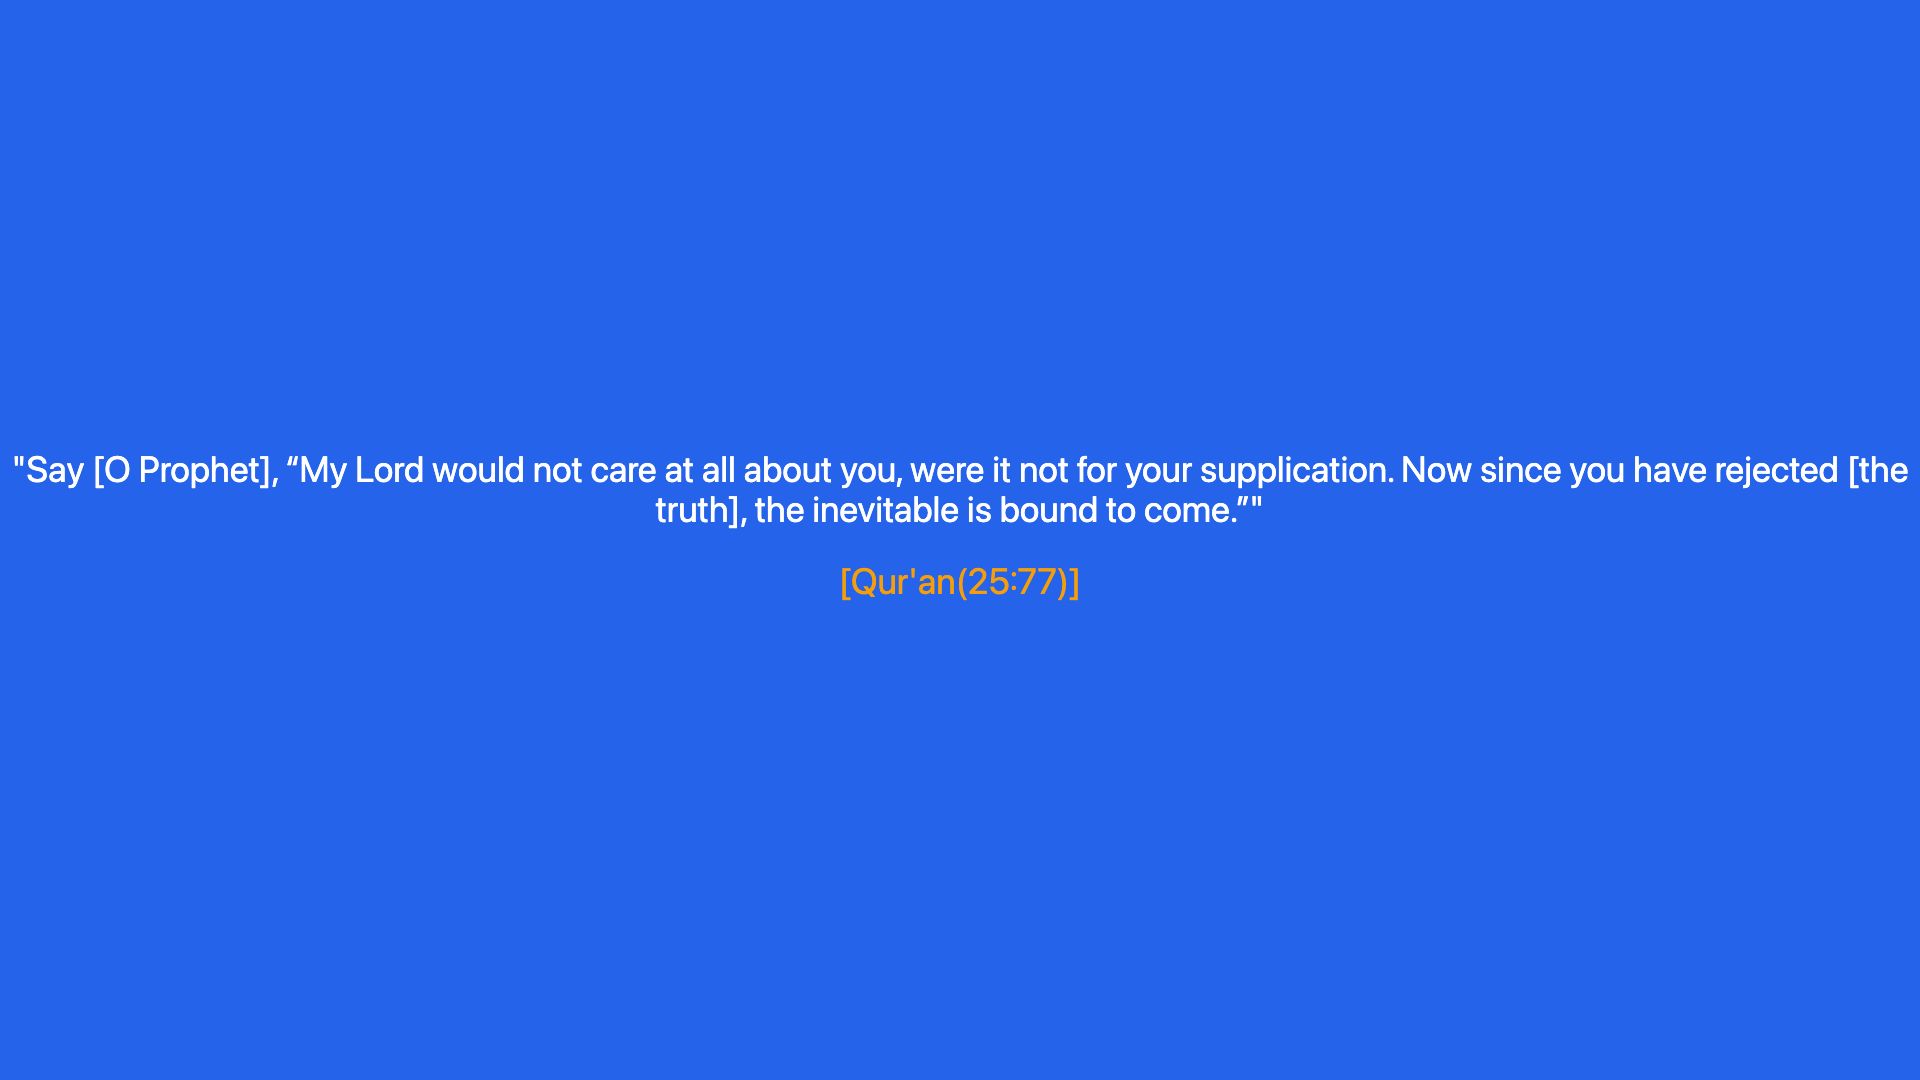 "Say [O Prophet], “My Lord would not care at all about you, were it not for your supplication. Now since you have rejected [the
truth], the inevitable is bound to come.”"
[Qur'an(25:77)]